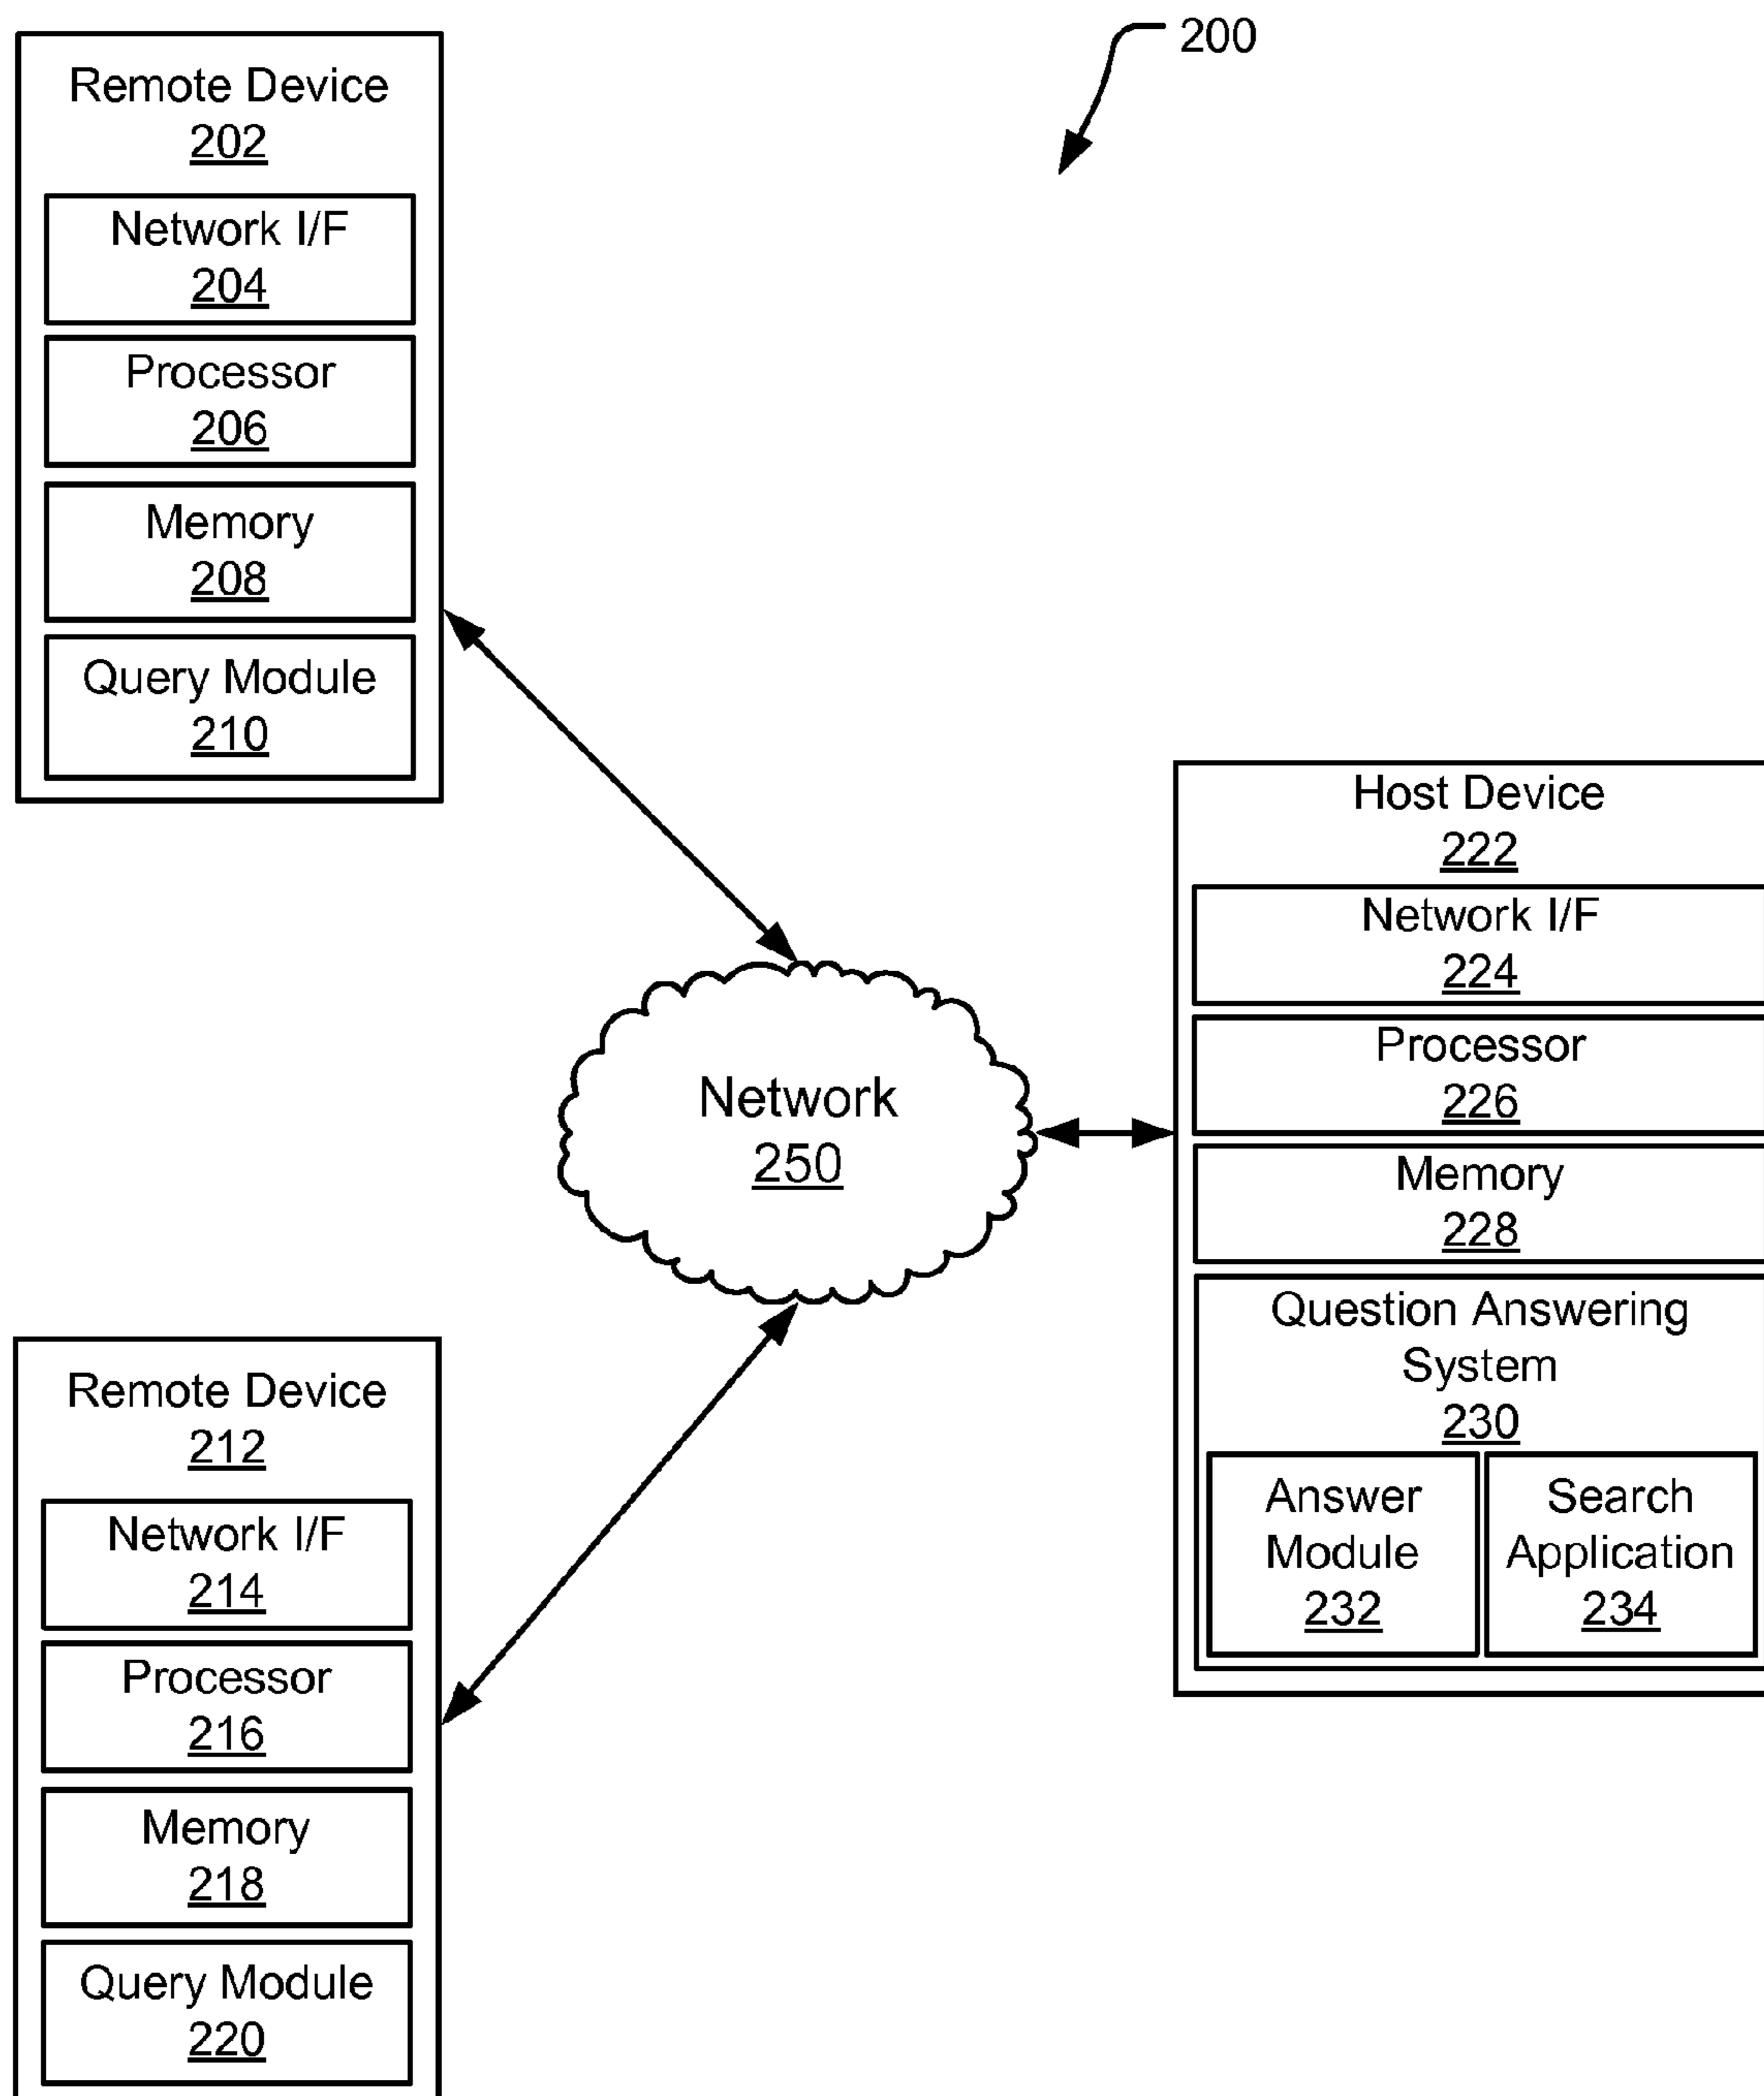 200
Remote Device
202
Network I/F
204
Processor
206
Memory
208
Query Module
210
Host Device
222
Network I/F
224
Processor
226
Memory
228
Question Answering
System
230
Answer
Module
232
Search
Application
234
Network
250
Remote Device
212
Network I/F
214
Processor
216
Memory
218
Query Module
220